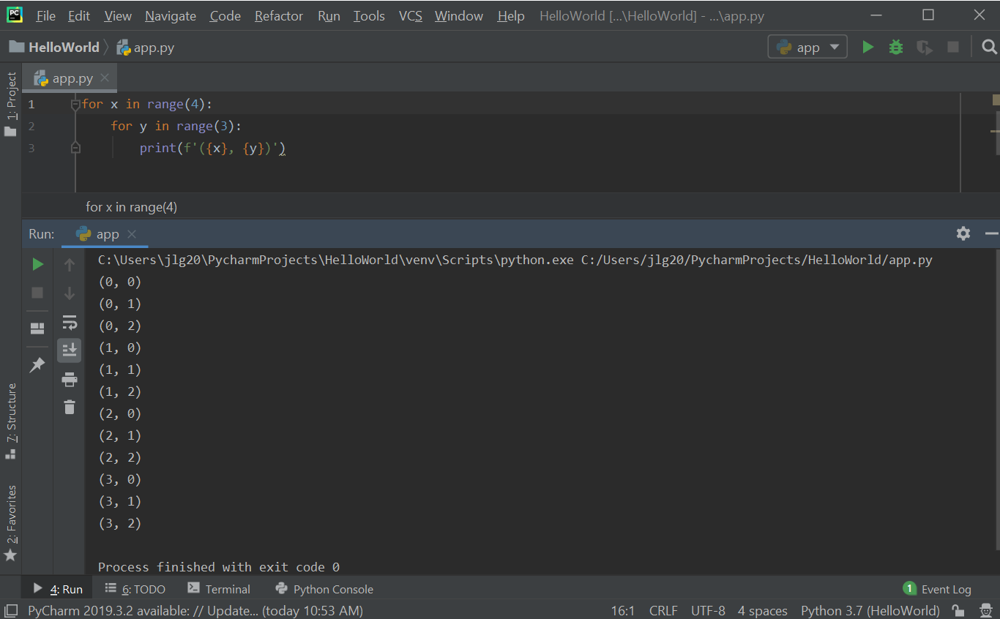 PC File Edit View Navigate Code Refactor Run Tools VCS Window Help HelloWorld [...\HelloWorld] - ...\app.py
HelloWorld app.py app
app.py
1: Project
1 for x in range(4):
2 for y in range(3):
3 print(f'({x}, {y})')
for x in range(4)
Run: app
C:\Users\jlg20\PycharmProjects\HelloWorld\venv\Scripts\python.exe C:/Users/jlg20/PycharmProjects/HelloWorld/app.py
(0, 0)
(0, 1)
(0, 2)
(1, 0)
(1, 1)
(1, 2)
(2, 0)
(2, 1)
(2, 2)
(3, 0)
(3, 1)
(3, 2)
Process finished with exit code 0
7: Structure
2: Favorites
4: Run 6: TODO Terminal Python Console 1 Event Log
PyCharm 2019.3.2 available: // Update... (today 10:53 AM) 16:1 CRLF UTF-8 4 spaces Python 3.7 (HelloWorld)